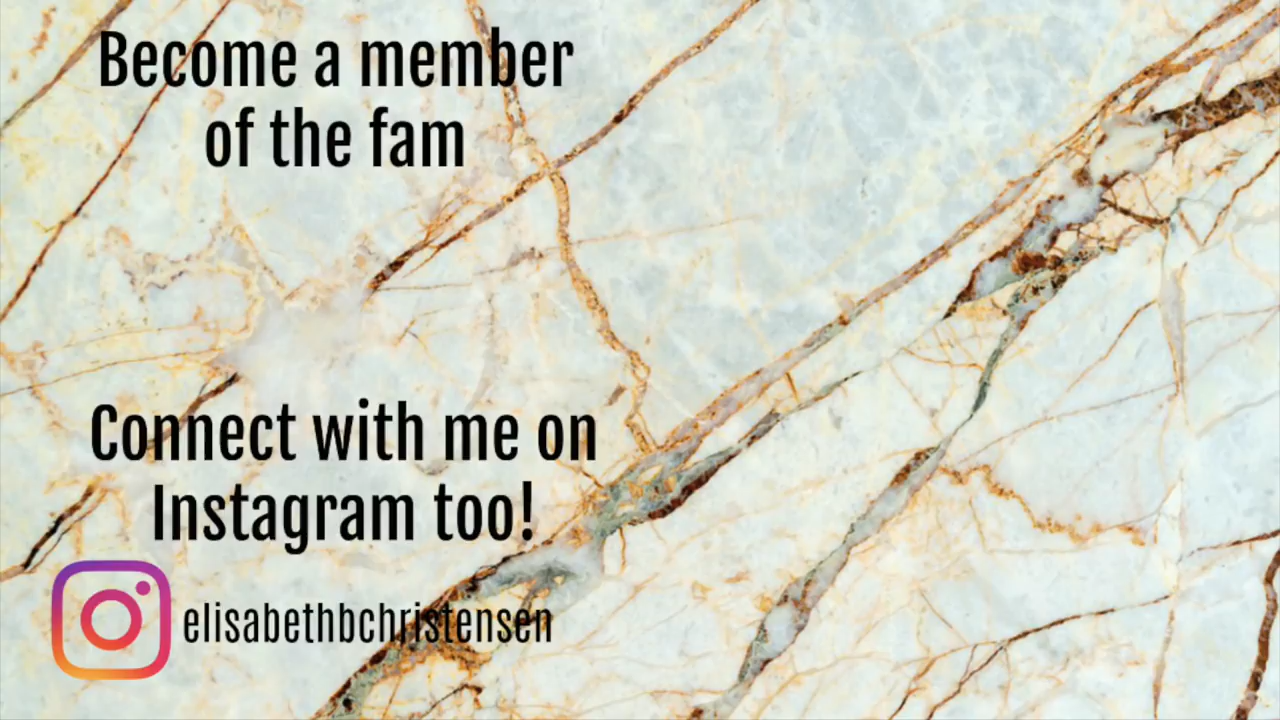 Become a member
of the fam
Connect with me on
Instagram too!
elisabethbchristensen